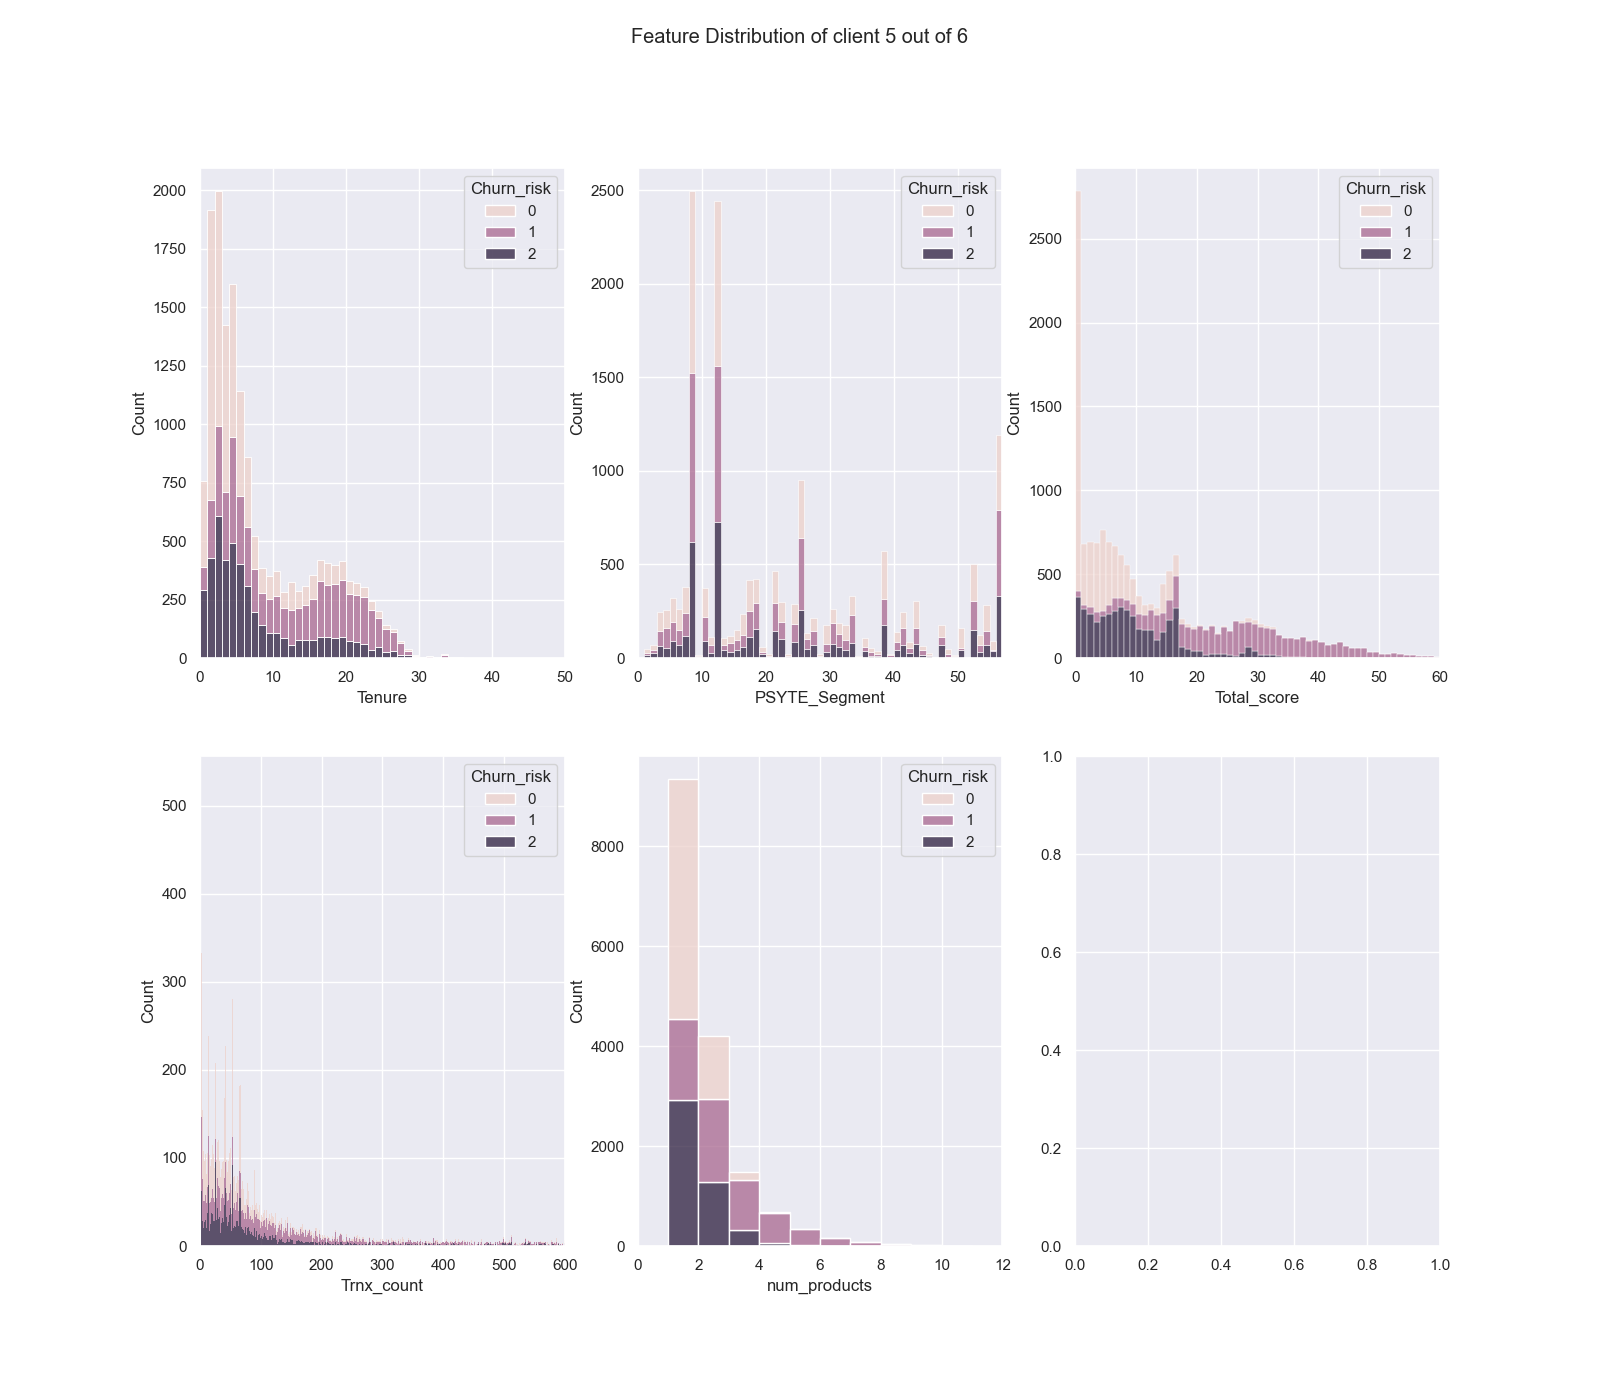 Feature Distribution of client 5 out of 6
Count
2000
1750
1500
1250
1000
750
500
250
0
0 10 20 30 40 50
Tenure
Churn_risk
0
1
2
Count
2500
2000
1500
1000
500
0
0 10 20 30 40 50
PSYTE_Segment
Churn_risk
0
1
2
Count
2500
2000
1500
1000
500
0
0 10 20 30 40 50 60
Total_score
Churn_risk
0
1
2
Count
500
400
300
200
100
0
0 100 200 300 400 500 600
Trnx_count
Churn_risk
0
1
2
Count
8000
6000
4000
2000
0
0 2 4 6 8 10 12
num_products
Churn_risk
0
1
2
1.0
0.8
0.6
0.4
0.2
0.0
0.0 0.2 0.4 0.6 0.8 1.0